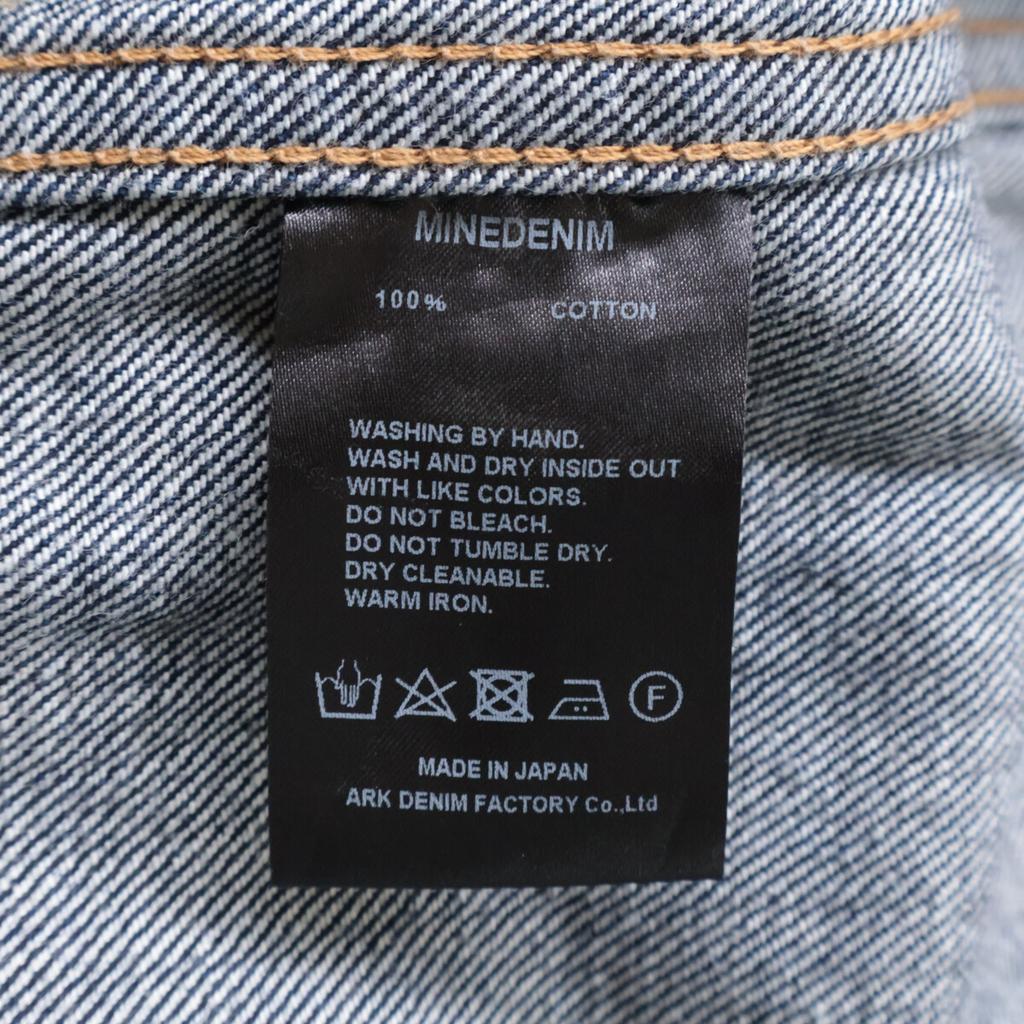 MINEDENIM
100% COTTON
WASHING BY HAND.
WASH AND DRY INSIDE OUT
WITH LIKE COLORS.
DO NOT BLEACH.
DO NOT TUMBLE DRY.
DRY CLEANABLE.
WARM IRON.
F
MADE IN JAPAN
ARK DENIM FACTORY Co.,Ltd